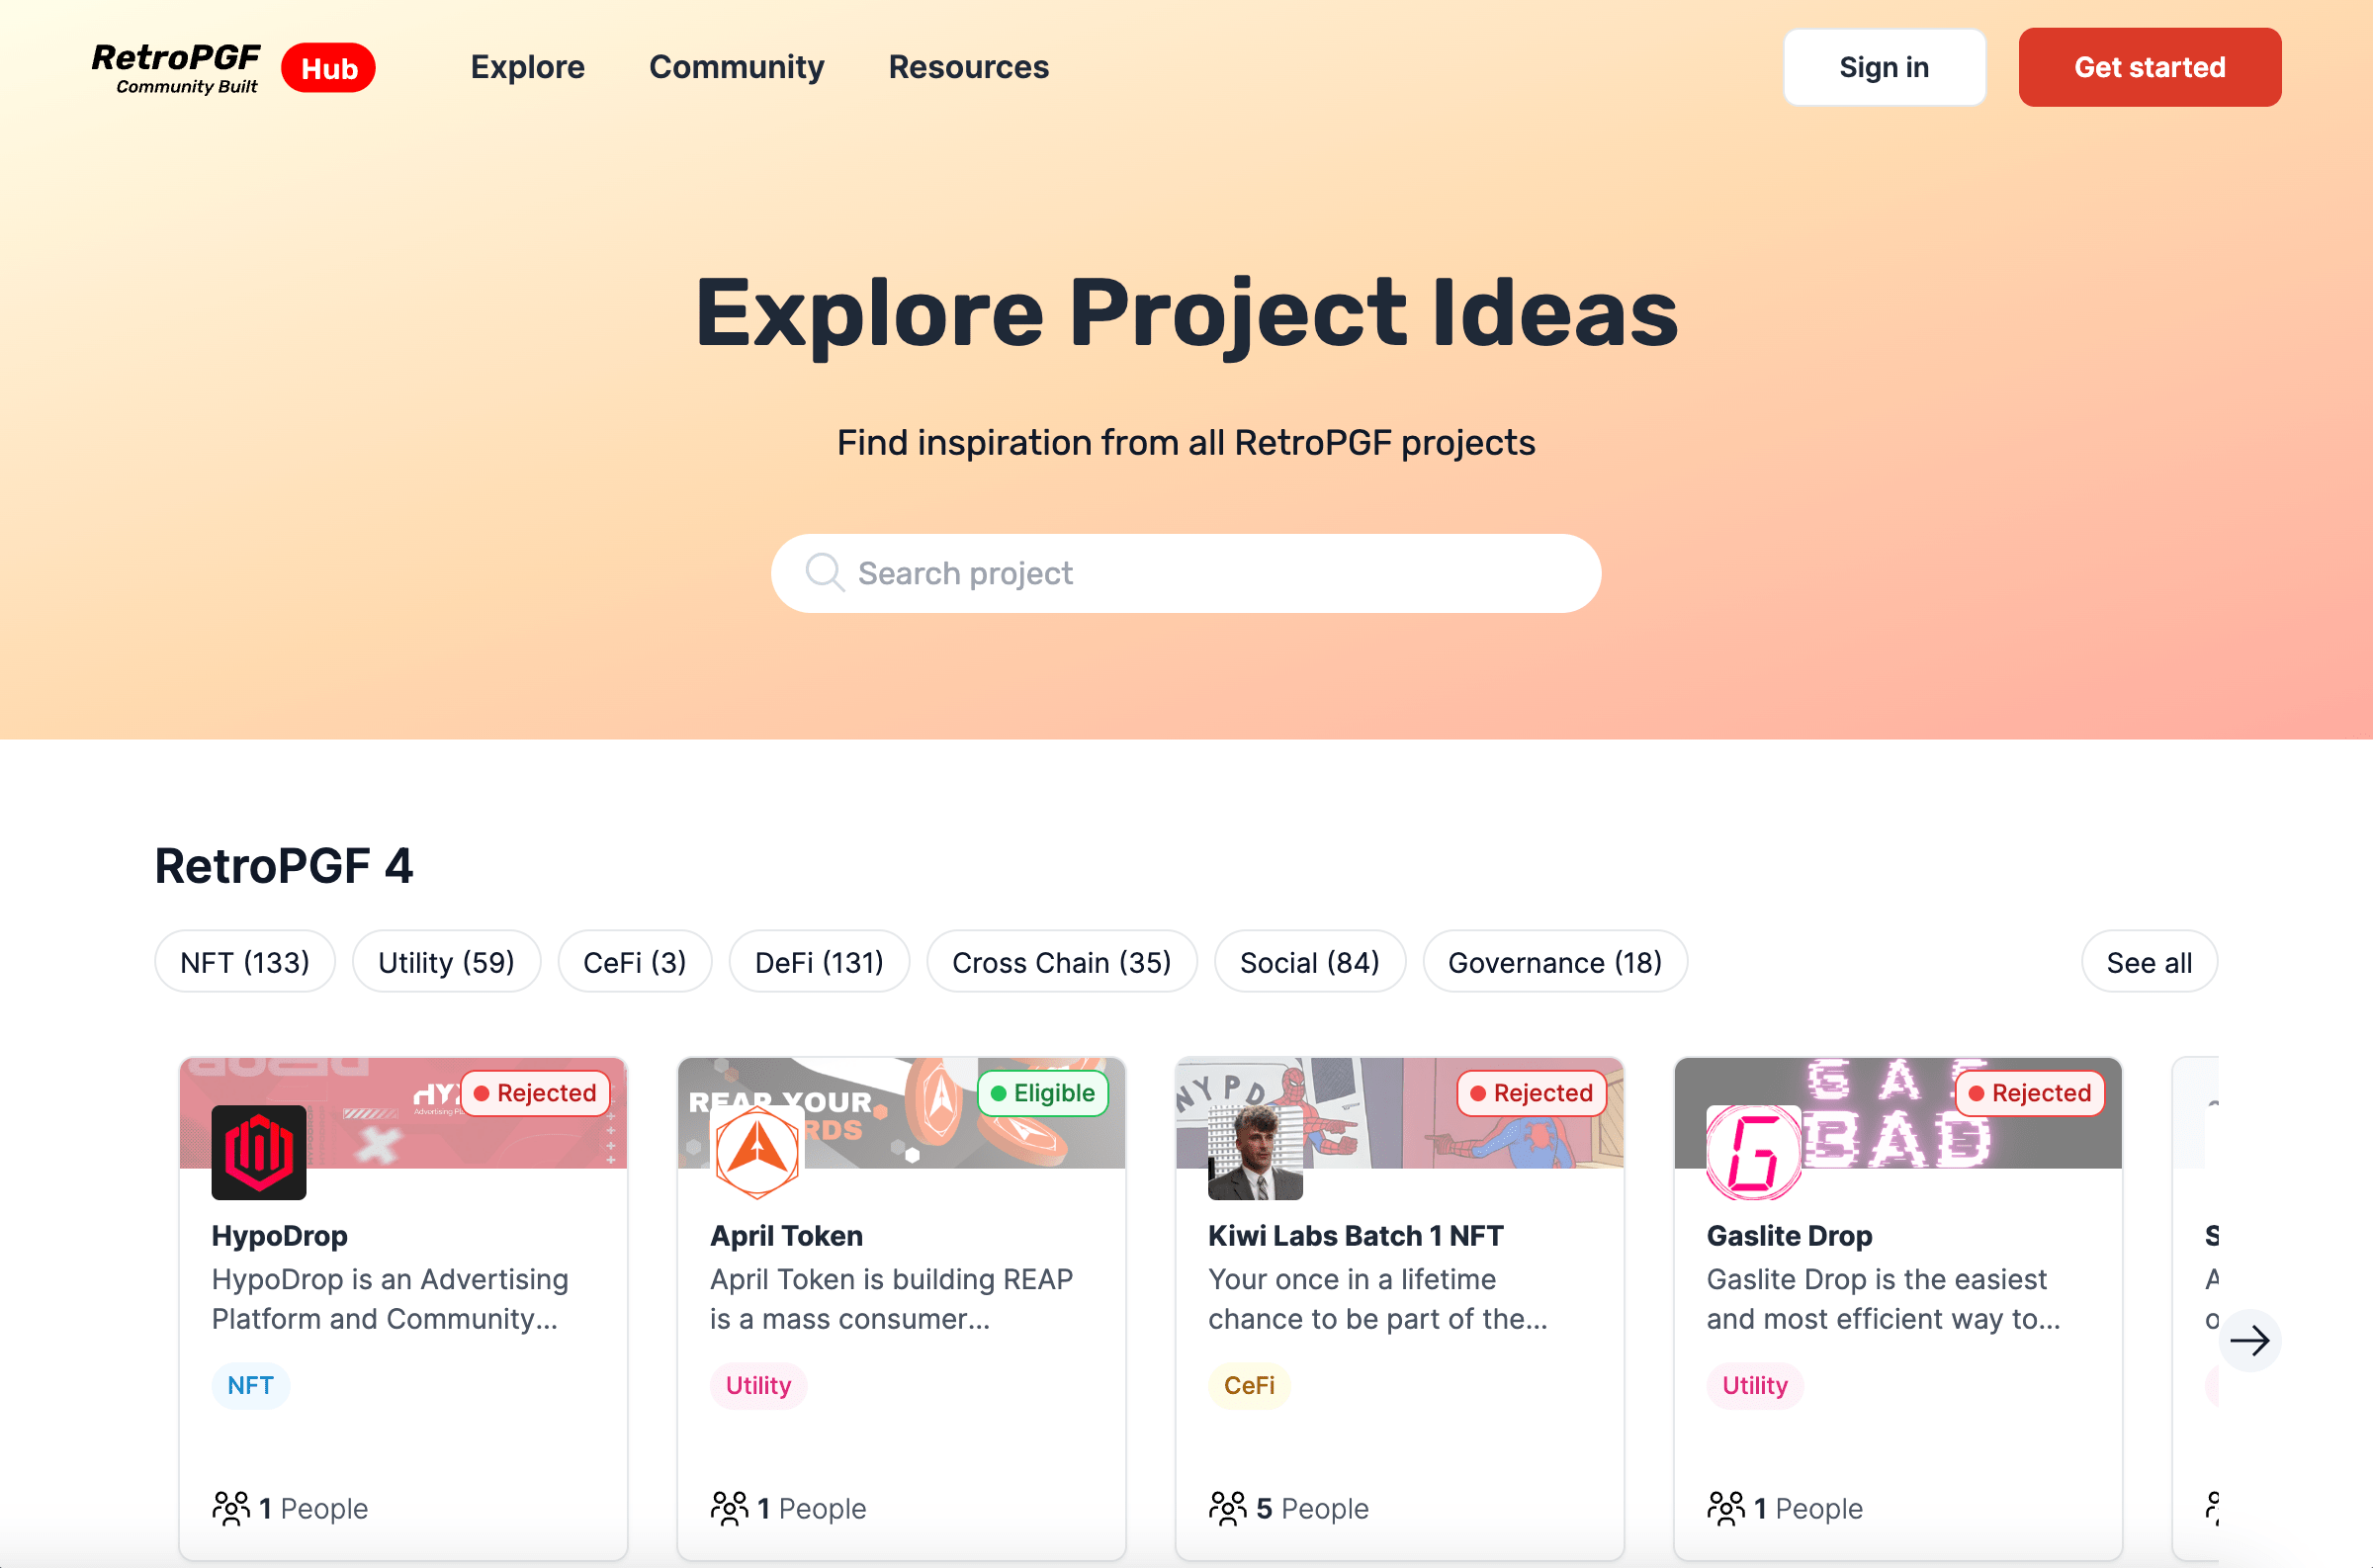 RetroPGF
Community Built
Hub
Explore
Community
Resources
Sign in
Get started
Explore Project Ideas
Find inspiration from all RetroPGF projects
Search project
RetroPGF 4
NFT (133)
Utility (59)
CeFi (3)
DeFi (131)
Cross Chain (35)
Social (84)
Governance (18)
See all
Rejected
HypoDrop
HypoDrop is an Advertising
Platform and Community...
NFT
1 People
REAP YOUR
Eligible
April Token
April Token is building REAP
is a mass consumer...
Utility
1 People
NYPD
Rejected
Kiwi Labs Batch 1 NFT
Your once in a lifetime
chance to be part of the...
CeFi
5 People
Rejected
BAD
G
Gaslite Drop
Gaslite Drop is the easiest
and most efficient way to...
Utility
1 People